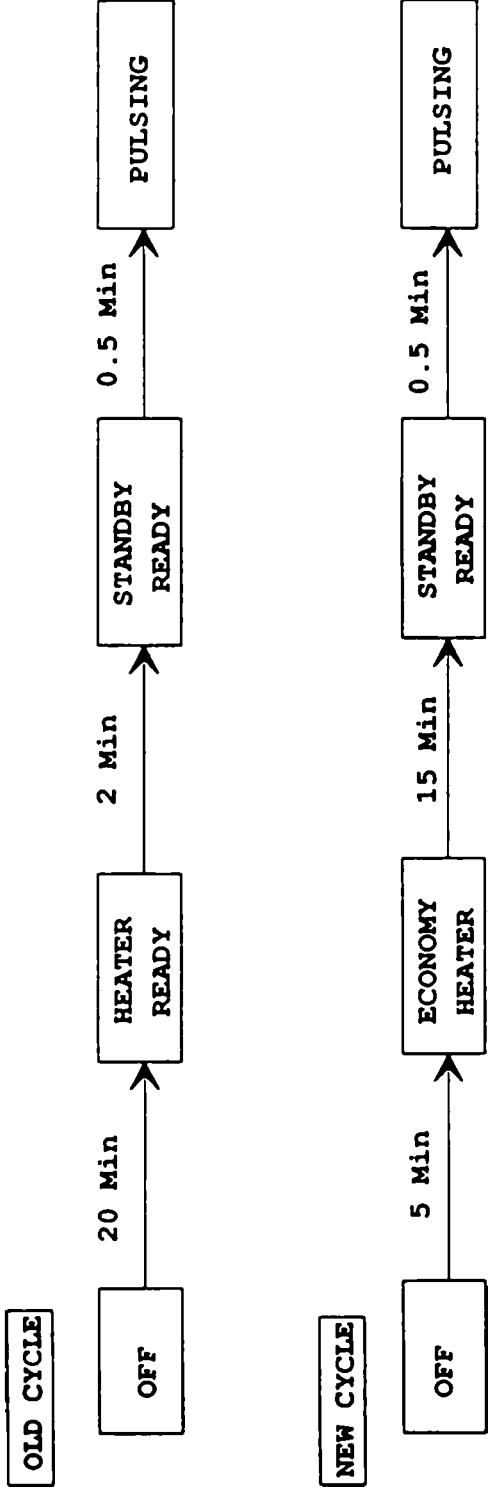 OLD CYCLE
OFF
20 Min
HEATER
READY
2 Min
STANDBY
READY
0.5 Min
PULSING
NEW CYCLE
OFF
5 Min
ECONOMY
HEATER
15 Min
STANDBY
READY
0.5 Min
PULSING